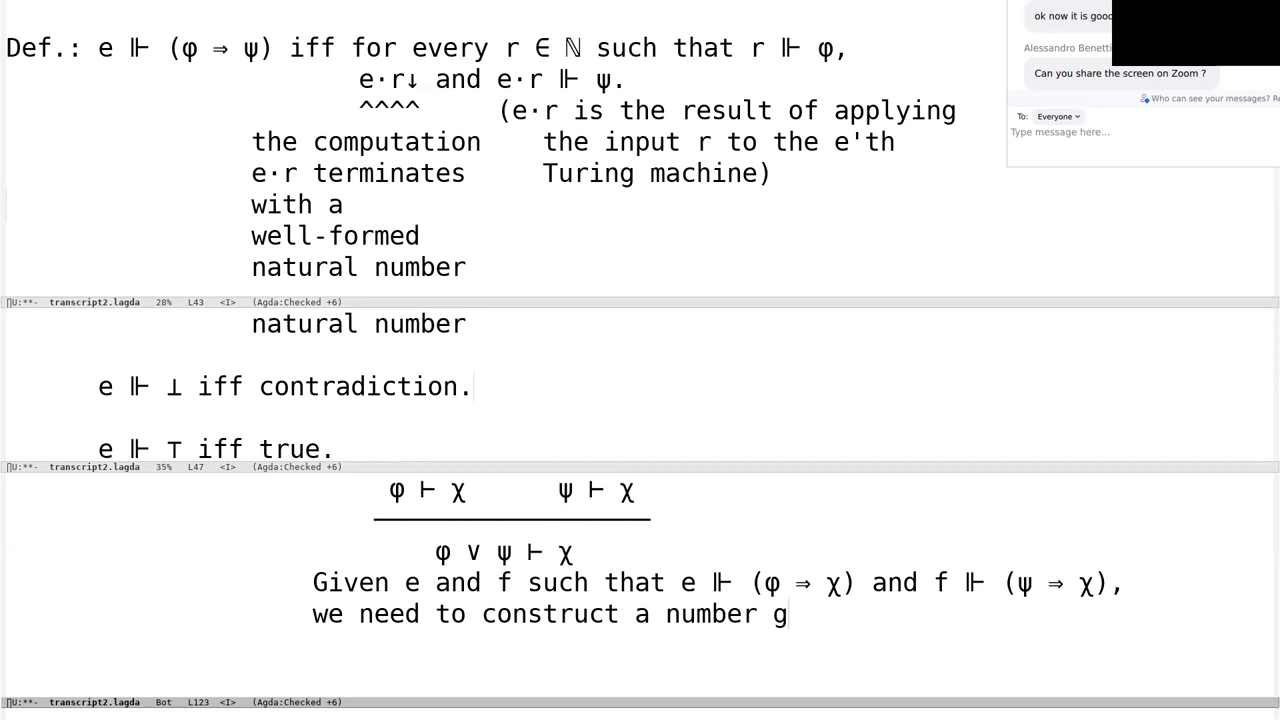 Def.: e ⊩ (φ ⇒ ψ) iff for every r ∈ ℕ such that r ⊩ φ,
e·r↓ and e·r ⊩ ψ.
^^^^ (e·r is the result of applying
the computation the input r to the e'th
e·r terminates Turing machine)
with a
well-formed
natural number
U:**- transcript2.lagda 28% L43 <I> (Agda:Checked +6)
natural number
e ⊩ ⊥ iff contradiction.
e ⊩ ⊤ iff true.
U:**- transcript2.lagda 35% L47 <I> (Agda:Checked +6)
φ ⊢ χ ψ ⊢ χ
φ ∨ ψ ⊢ χ
Given e and f such that e ⊩ (φ ⇒ χ) and f ⊩ (ψ ⇒ χ),
we need to construct a number g
U:**- transcript2.lagda Bot L123 <I> (Agda:Checked +6)
ok now it is good
Alessandro Benetti
Can you share the screen on Zoom ?
Who can see your messages? Re
To: Everyone
Type message here...